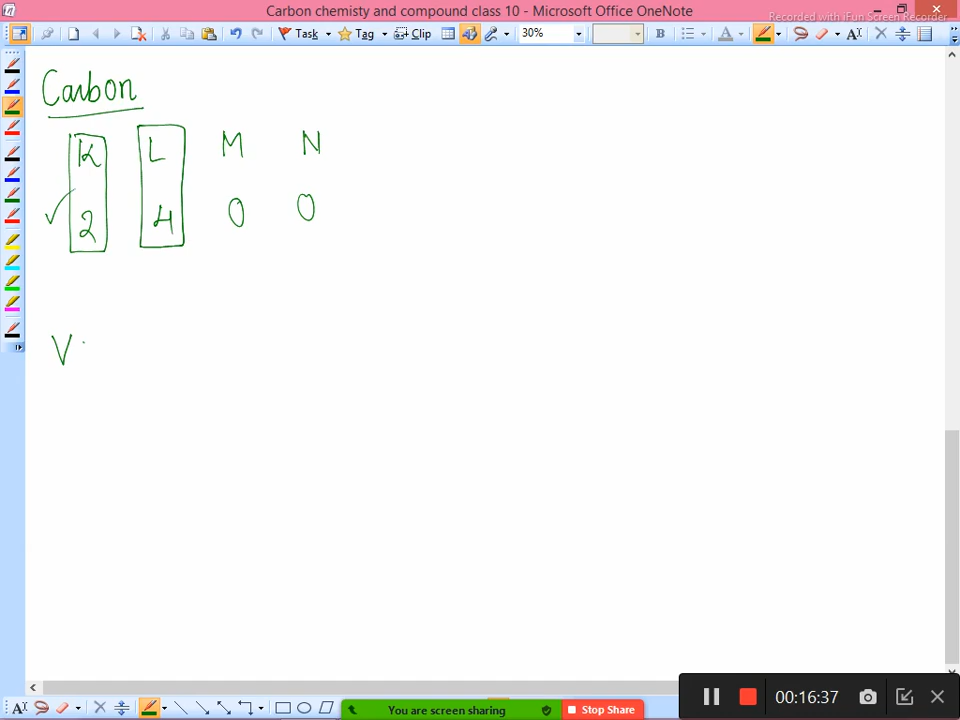 Carbon chemisty and compound class 10 - Microsoft Office OneNote
Recorded with iFun Screen Recorder
Task Tag Clip 30% B A A
Carbon
K L M N
2 4 0 0
V
You are screen sharing Stop Share 00:16:37